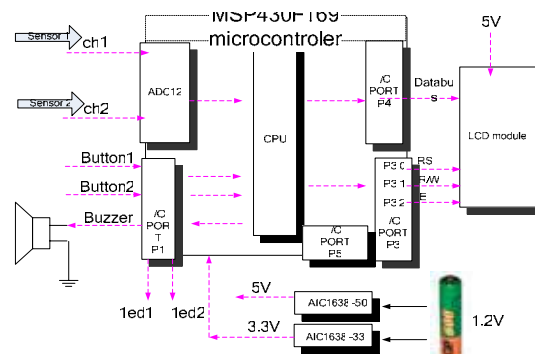 MSP430F169
microcontroler
5V
Sensor 1
ch1
ADC12
/C
PORT
P4
Databu
s
LCD module
Sensor 2
ch2
CPU
Button1
Button2
Buzzer
/C
POR
T
P1
P3.0
P3.1
P3.2
/C
PORT
P3
RS
R/W
E
/C
PORT
P5
1ed1
1ed2
5V
AIC1638 -50
3.3V
AIC1638 -33
600
1.2V